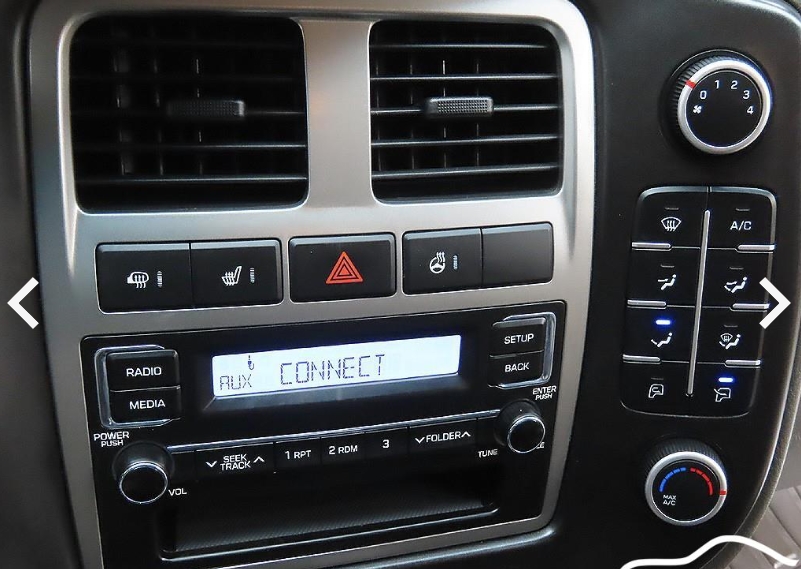 0 1 2 3 4
A/C
RADIO
MEDIA
AUX CONNECT
SETUP
BACK
POWER
PUSH
VOL
SEEK
TRACK
1 RPT
2 RDM
3
FOLDER
ENTER
PUSH
TUNE
MAX
A/C